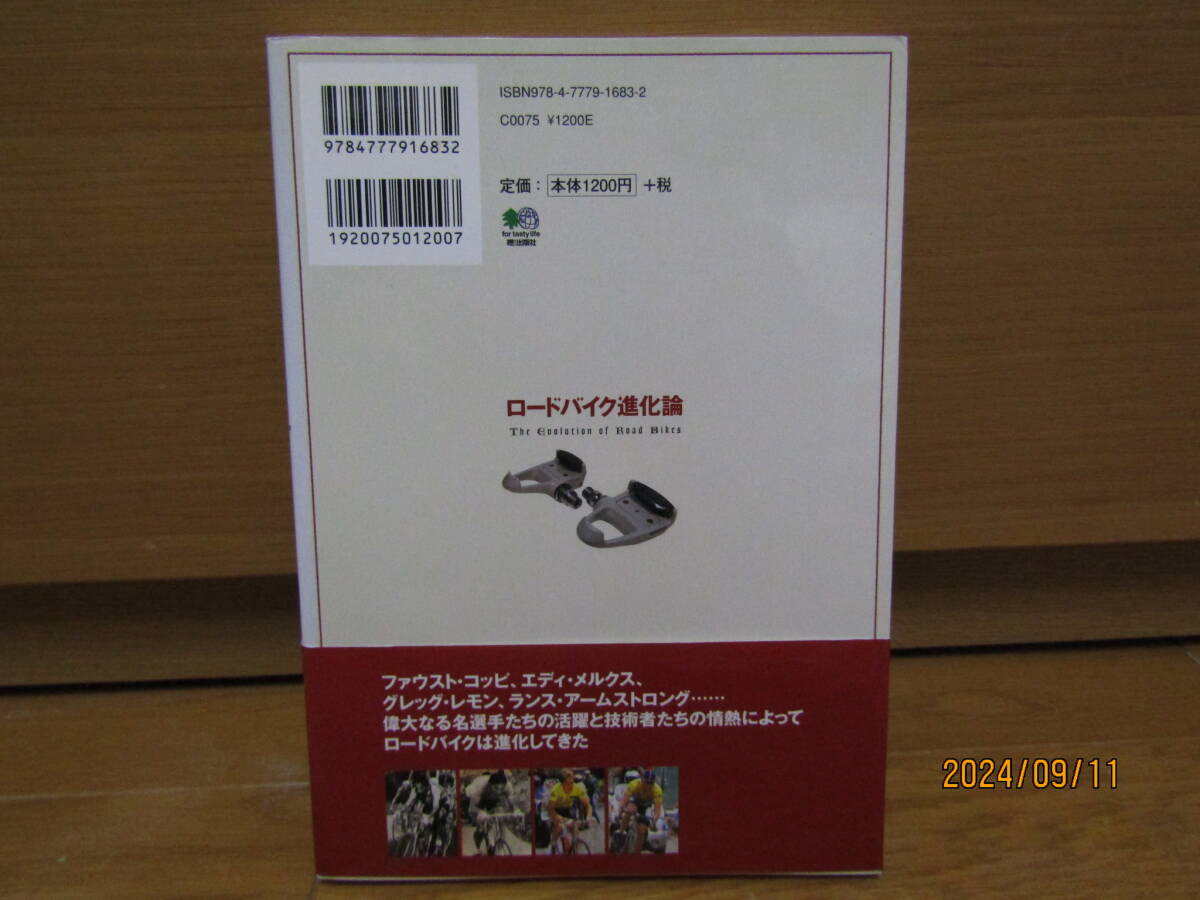 ISBN978-4-7779-1683-2
C0075 ¥1200E
9784777916832
定価：本体1200円＋税
1920075012007
for tasty life
枻出版社
ロードバイク進化論
The Evolution of Road Bikes
ファウスト・コッピ、エディ・メルクス、
グレッグ・レモン、ランス・アームストロング……
偉大なる名選手たちの活躍と技術者たちの情熱によって
ロードバイクは進化してきた
2024/09/11